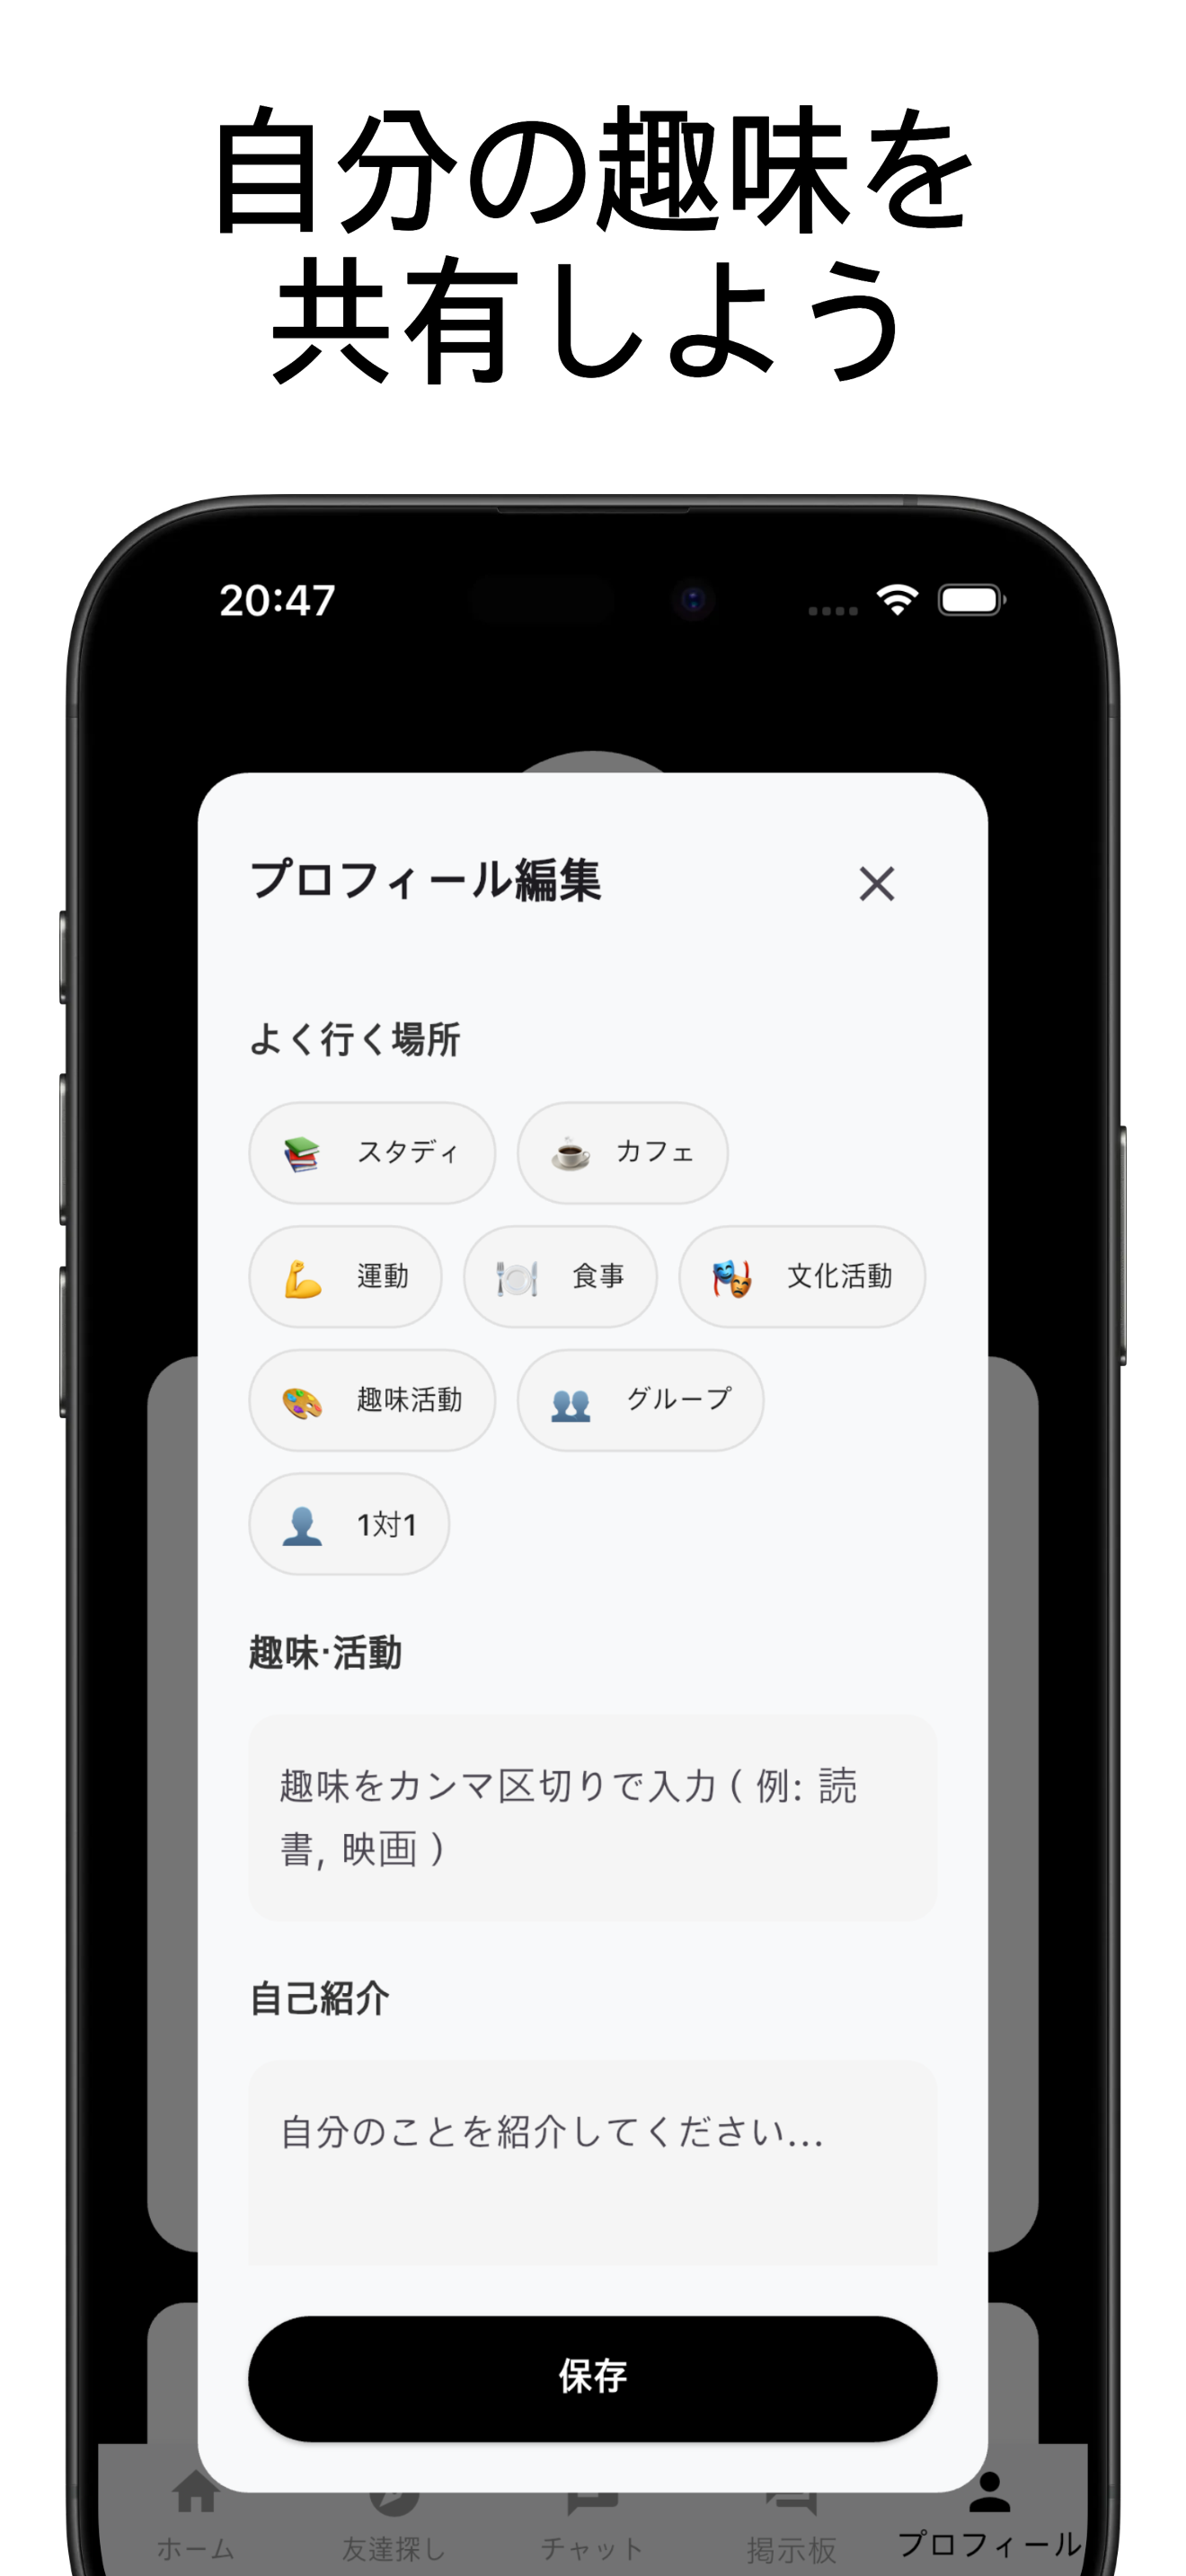 自分の趣味を
共有しよう
20:47
プロフィール編集
よく行く場所
スタディ
カフェ
運動
食事
文化活動
趣味活動
グループ
1対1
趣味·活動
趣味をカンマ区切りで入力 ( 例: 読
書, 映画 )
自己紹介
自分のことを紹介してください...
保存
ホーム
友達探し
チャット
掲示板
プロフィール